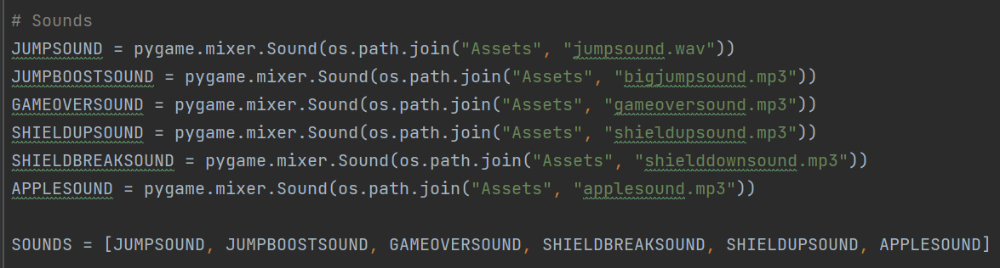 # Sounds
JUMPSOUND = pygame.mixer.Sound(os.path.join("Assets", "jumpsound.wav"))
JUMPBOOSTSOUND = pygame.mixer.Sound(os.path.join("Assets", "bigjumpsound.mp3"))
GAMEOVERSOUND = pygame.mixer.Sound(os.path.join("Assets", "gameoversound.mp3"))
SHIELDUPSOUND = pygame.mixer.Sound(os.path.join("Assets", "shieldupsound.mp3"))
SHIELDBREAKSOUND = pygame.mixer.Sound(os.path.join("Assets", "shielddownsound.mp3"))
APPLESOUND = pygame.mixer.Sound(os.path.join("Assets", "applesound.mp3"))
SOUNDS = [JUMPSOUND, JUMPBOOSTSOUND, GAMEOVERSOUND, SHIELDBREAKSOUND, SHIELDUPSOUND, APPLESOUND]